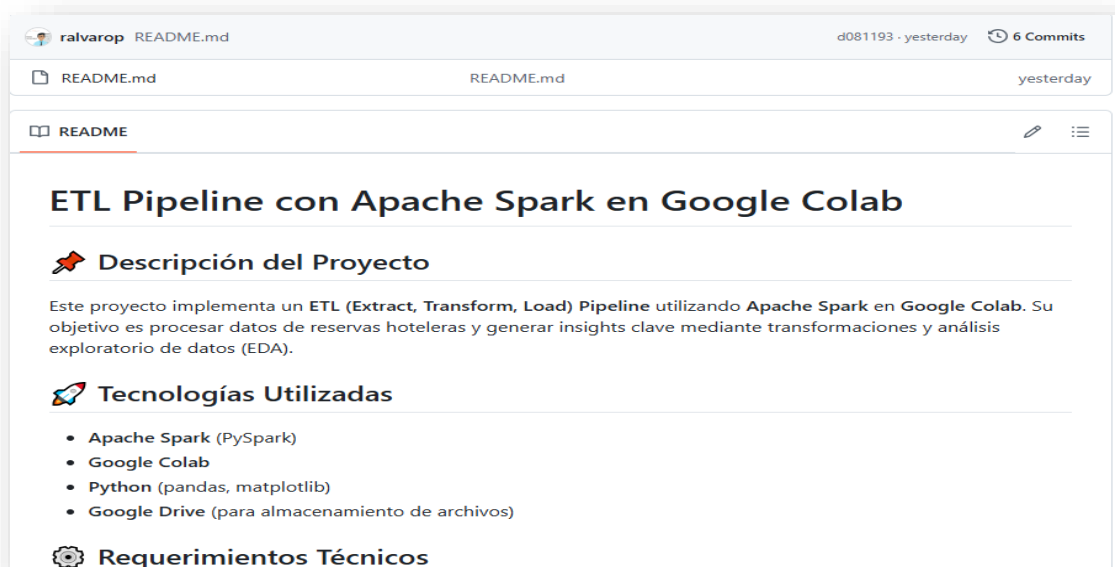 ralvarop README.md d081193 · yesterday 6 Commits
README.md README.md yesterday
README
ETL Pipeline con Apache Spark en Google Colab
Descripción del Proyecto
Este proyecto implementa un ETL (Extract, Transform, Load) Pipeline utilizando Apache Spark en Google Colab. Su
objetivo es procesar datos de reservas hoteleras y generar insights clave mediante transformaciones y análisis
exploratorio de datos (EDA).
Tecnologías Utilizadas
• Apache Spark (PySpark)
• Google Colab
• Python (pandas, matplotlib)
• Google Drive (para almacenamiento de archivos)
Requerimientos Técnicos